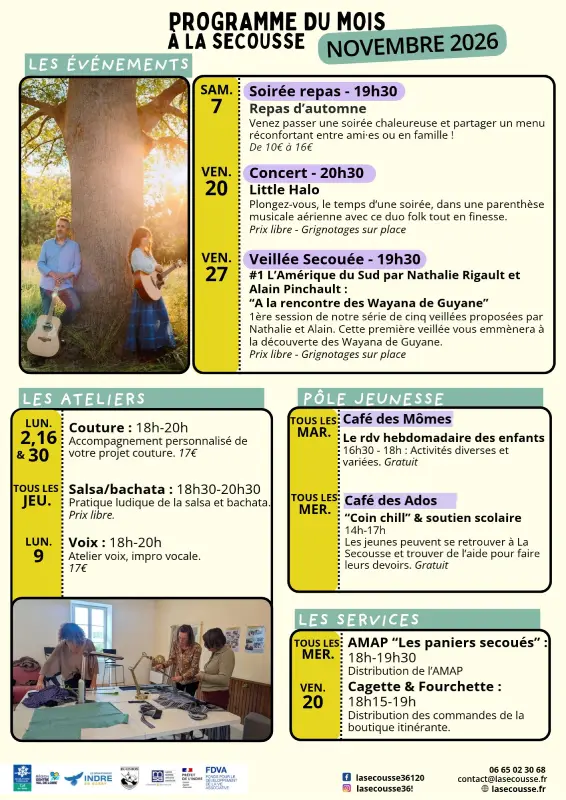 PROGRAMME DU MOIS
À LA SECOUSSE
NOVEMBRE 2026
LES ÉVÉNEMENTS
SAM.
7
Soirée repas - 19h30
Repas d'automne
Venez passer une soirée chaleureuse et partager un menu
réconfortant entre ami·es ou en famille !
De 10€ à 16€
VEN.
20
Concert - 20h30
Little Halo
Plongez-vous, le temps d'une soirée, dans une parenthèse
musicale aérienne avec ce duo folk tout en finesse.
Prix libre - Grignotages sur place
VEN.
27
Veillée Secouée - 19h30
#1 L'Amérique du Sud par Nathalie Rigault et
Alain Pinchault :
"A la rencontre des Wayana de Guyane"
1ère session de notre série de cinq veillées proposées par
Nathalie et Alain. Cette première veillée vous emmènera à
la découverte des Wayana de Guyane.
Prix libre - Grignotages sur place
LES ATELIERS
LUN.
2,16
& 30
Couture : 18h-20h
Accompagnement personnalisé de
votre projet couture. 17€
TOUS LES
JEU.
Salsa/bachata : 18h30-20h30
Pratique ludique de la salsa et bachata.
Prix libre.
LUN.
9
Voix : 18h-20h
Atelier voix, impro vocale.
17€
PÔLE JEUNESSE
TOUS LES
MAR.
Café des Mômes
Le rdv hebdomadaire des enfants
16h30 - 18h : Activités diverses et
variées. Gratuit
TOUS LES
MER.
Café des Ados
"Coin chill" & soutien scolaire
14h-17h
Les jeunes peuvent se retrouver à La
Secousse et trouver de l'aide pour faire
leurs devoirs. Gratuit
LES SERVICES
TOUS LES
MER.
AMAP "Les paniers secoués" :
18h-19h30
Distribution de l'AMAP
VEN.
20
Cagette & Fourchette :
18h15-19h
Distribution des commandes de la
boutique itinérante.
INDRE
PRÉFET
DE L'INDRE
FDVA
FONDS POUR LE
DÉVELOPPEMENT
DE LA VIE
ASSOCIATIVE
lasecousse36120
lasecousse36!
06 65 02 30 68
contact@lasecousse.fr
lasecousse.fr